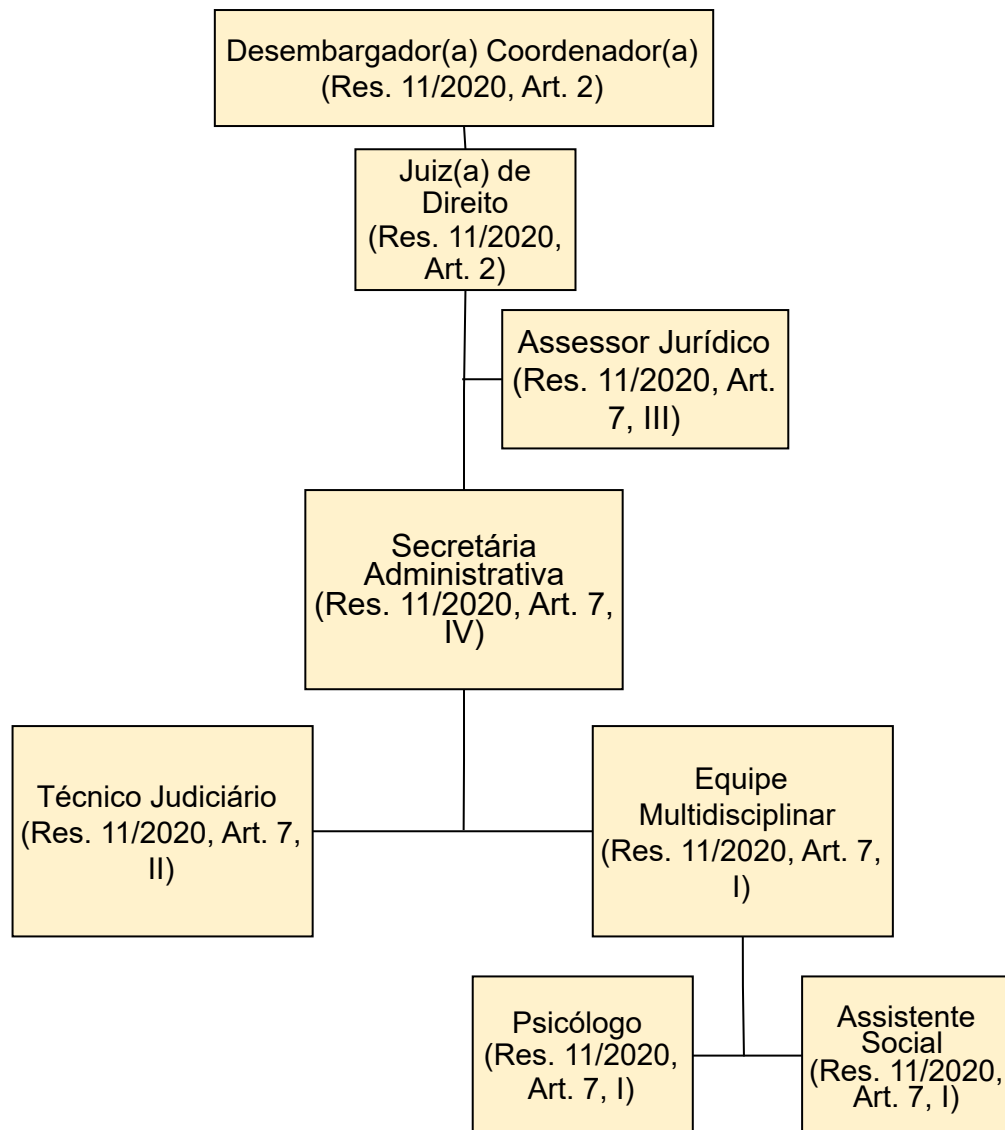 Desembargador(a) Coordenador(a)
(Res. 11/2020, Art. 2)
Juiz(a) de
Direito
(Res. 11/2020,
Art. 2)
Assessor Jurídico
(Res. 11/2020, Art.
7, III)
Secretária
Administrativa
(Res. 11/2020, Art. 7,
IV)
Técnico Judiciário
(Res. 11/2020, Art. 7,
II)
Equipe
Multidisciplinar
(Res. 11/2020, Art. 7,
I)
Psicólogo
(Res. 11/2020,
Art. 7, I)
Assistente
Social
(Res. 11/2020,
Art. 7, I)